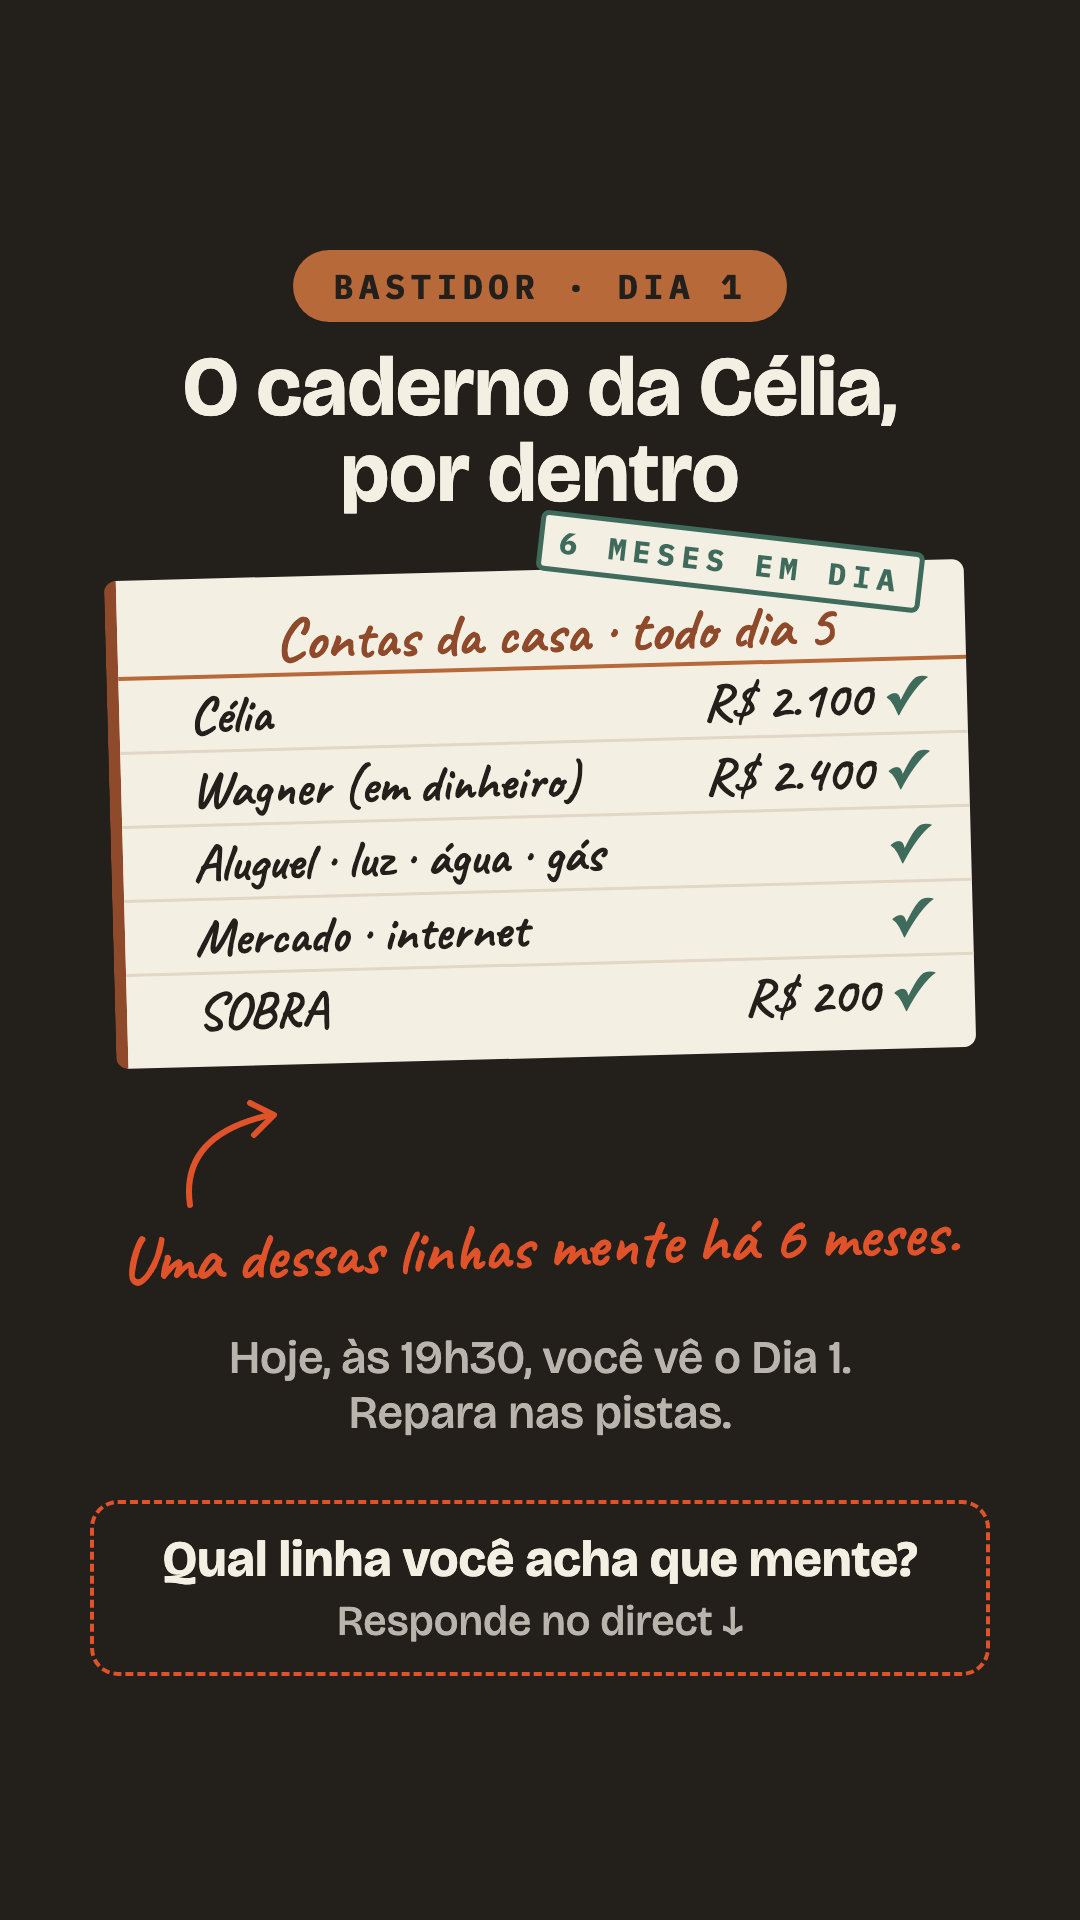 BASTIDOR · DIA 1
O caderno da Célia,
por dentro
6 MESES EM DIA
Contas da casa · todo dia 5
Célia R$ 2.100 ✓
Wagner (em dinheiro) R$ 2.400 ✓
Aluguel · luz · água · gás ✓
Mercado · internet ✓
SOBRA R$ 200 ✓
Uma dessas linhas mente há 6 meses.
Hoje, às 19h30, você vê o Dia 1.
Repara nas pistas.
Qual linha você acha que mente?
Responde no direct ↓